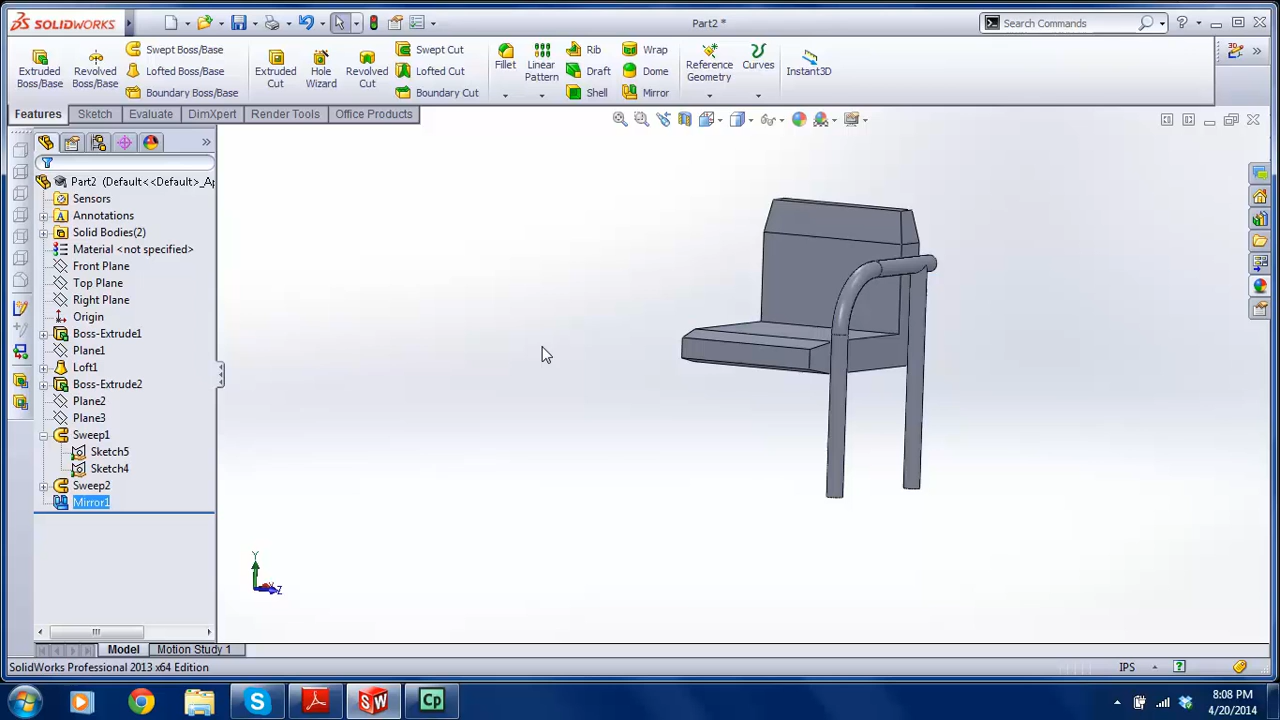 SOLIDWORKS
Part2 *
Search Commands
Extruded Boss/Base
Revolved Boss/Base
Swept Boss/Base
Lofted Boss/Base
Boundary Boss/Base
Extruded Cut
Hole Wizard
Revolved Cut
Swept Cut
Lofted Cut
Boundary Cut
Fillet
Linear Pattern
Rib
Draft
Shell
Wrap
Dome
Mirror
Reference Geometry
Curves
Instant3D
Features
Sketch
Evaluate
DimXpert
Render Tools
Office Products
Part2 (Default<<Default>_Ap
Sensors
Annotations
Solid Bodies(2)
Material <not specified>
Front Plane
Top Plane
Right Plane
Origin
Boss-Extrude1
Plane1
Loft1
Boss-Extrude2
Plane2
Plane3
Sweep1
Sketch5
Sketch4
Sweep2
Mirror1
Y
Z
Model
Motion Study 1
SolidWorks Professional 2013 x64 Edition
IPS
SW
Cp
8:08 PM
4/20/2014